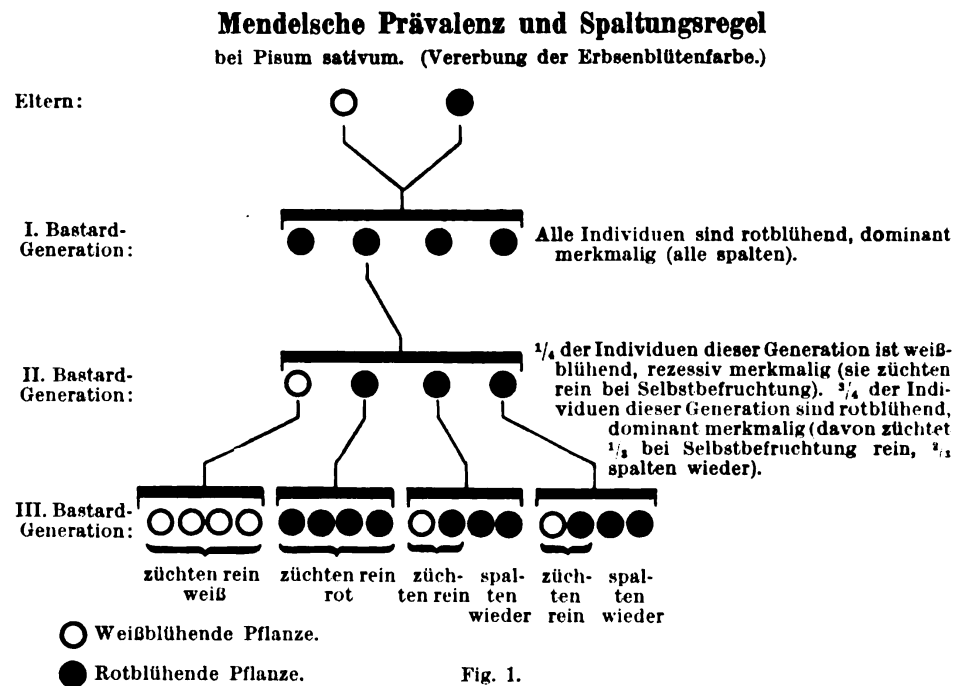 Mendelsche Prävalenz und Spaltungsregel
bei Pisum sativum. (Vererbung der Erbsenblütenfarbe.)
Eltern:
I. Bastard-
Generation:
Alle Individuen sind rotblühend, dominant
merkmalig (alle spalten).
II. Bastard-
Generation:
¹/₄ der Individuen dieser Generation ist weiß-
blühend, rezessiv merkmalig (sie züchten
rein bei Selbstbefruchtung). ³/₄ der Indi-
viduen dieser Generation sind rotblühend,
dominant merkmalig (davon züchtet
¹/₃ bei Selbstbefruchtung rein, ²/₃
spalten wieder).
III. Bastard-
Generation:
züchten rein
weiß
züchten rein
rot
züch-
ten rein
spal-
ten
wieder
züch-
ten
rein
spal-
ten
wieder
Weißblühende Pflanze.
Rotblühende Pflanze.
Fig. 1.